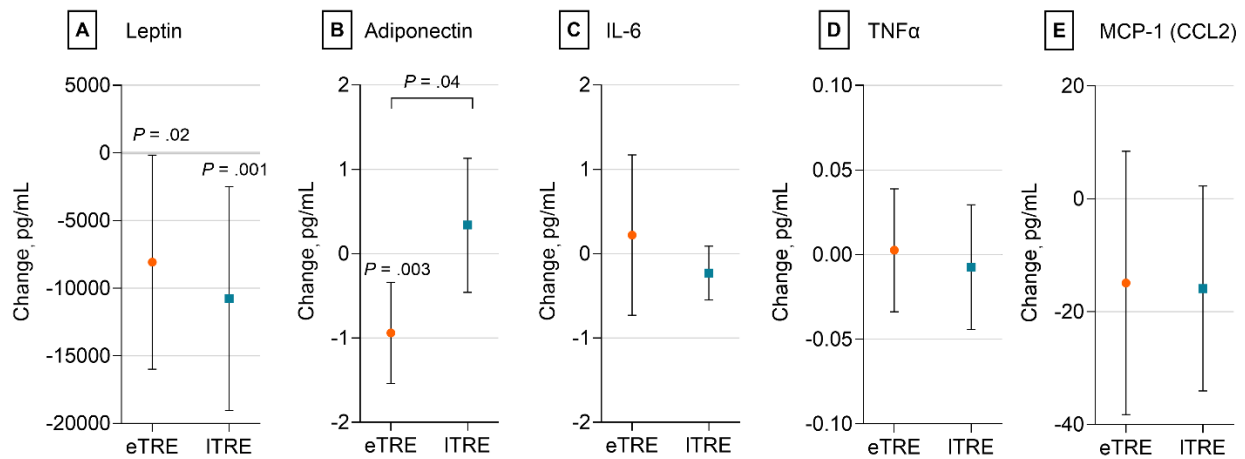 A Leptin
Change, pg/mL
5000
0
-5000
-10000
-15000
-20000
P = .02
P = .001
eTRE lTRE
B Adiponectin
Change, pg/mL
2
1
0
-1
-2
P = .04
P = .003
eTRE lTRE
C IL-6
Change, pg/mL
2
1
0
-1
-2
eTRE lTRE
D TNFα
Change, pg/mL
0.10
0.05
0.00
-0.05
-0.10
eTRE lTRE
E MCP-1 (CCL2)
Change, pg/mL
20
0
-20
-40
eTRE lTRE